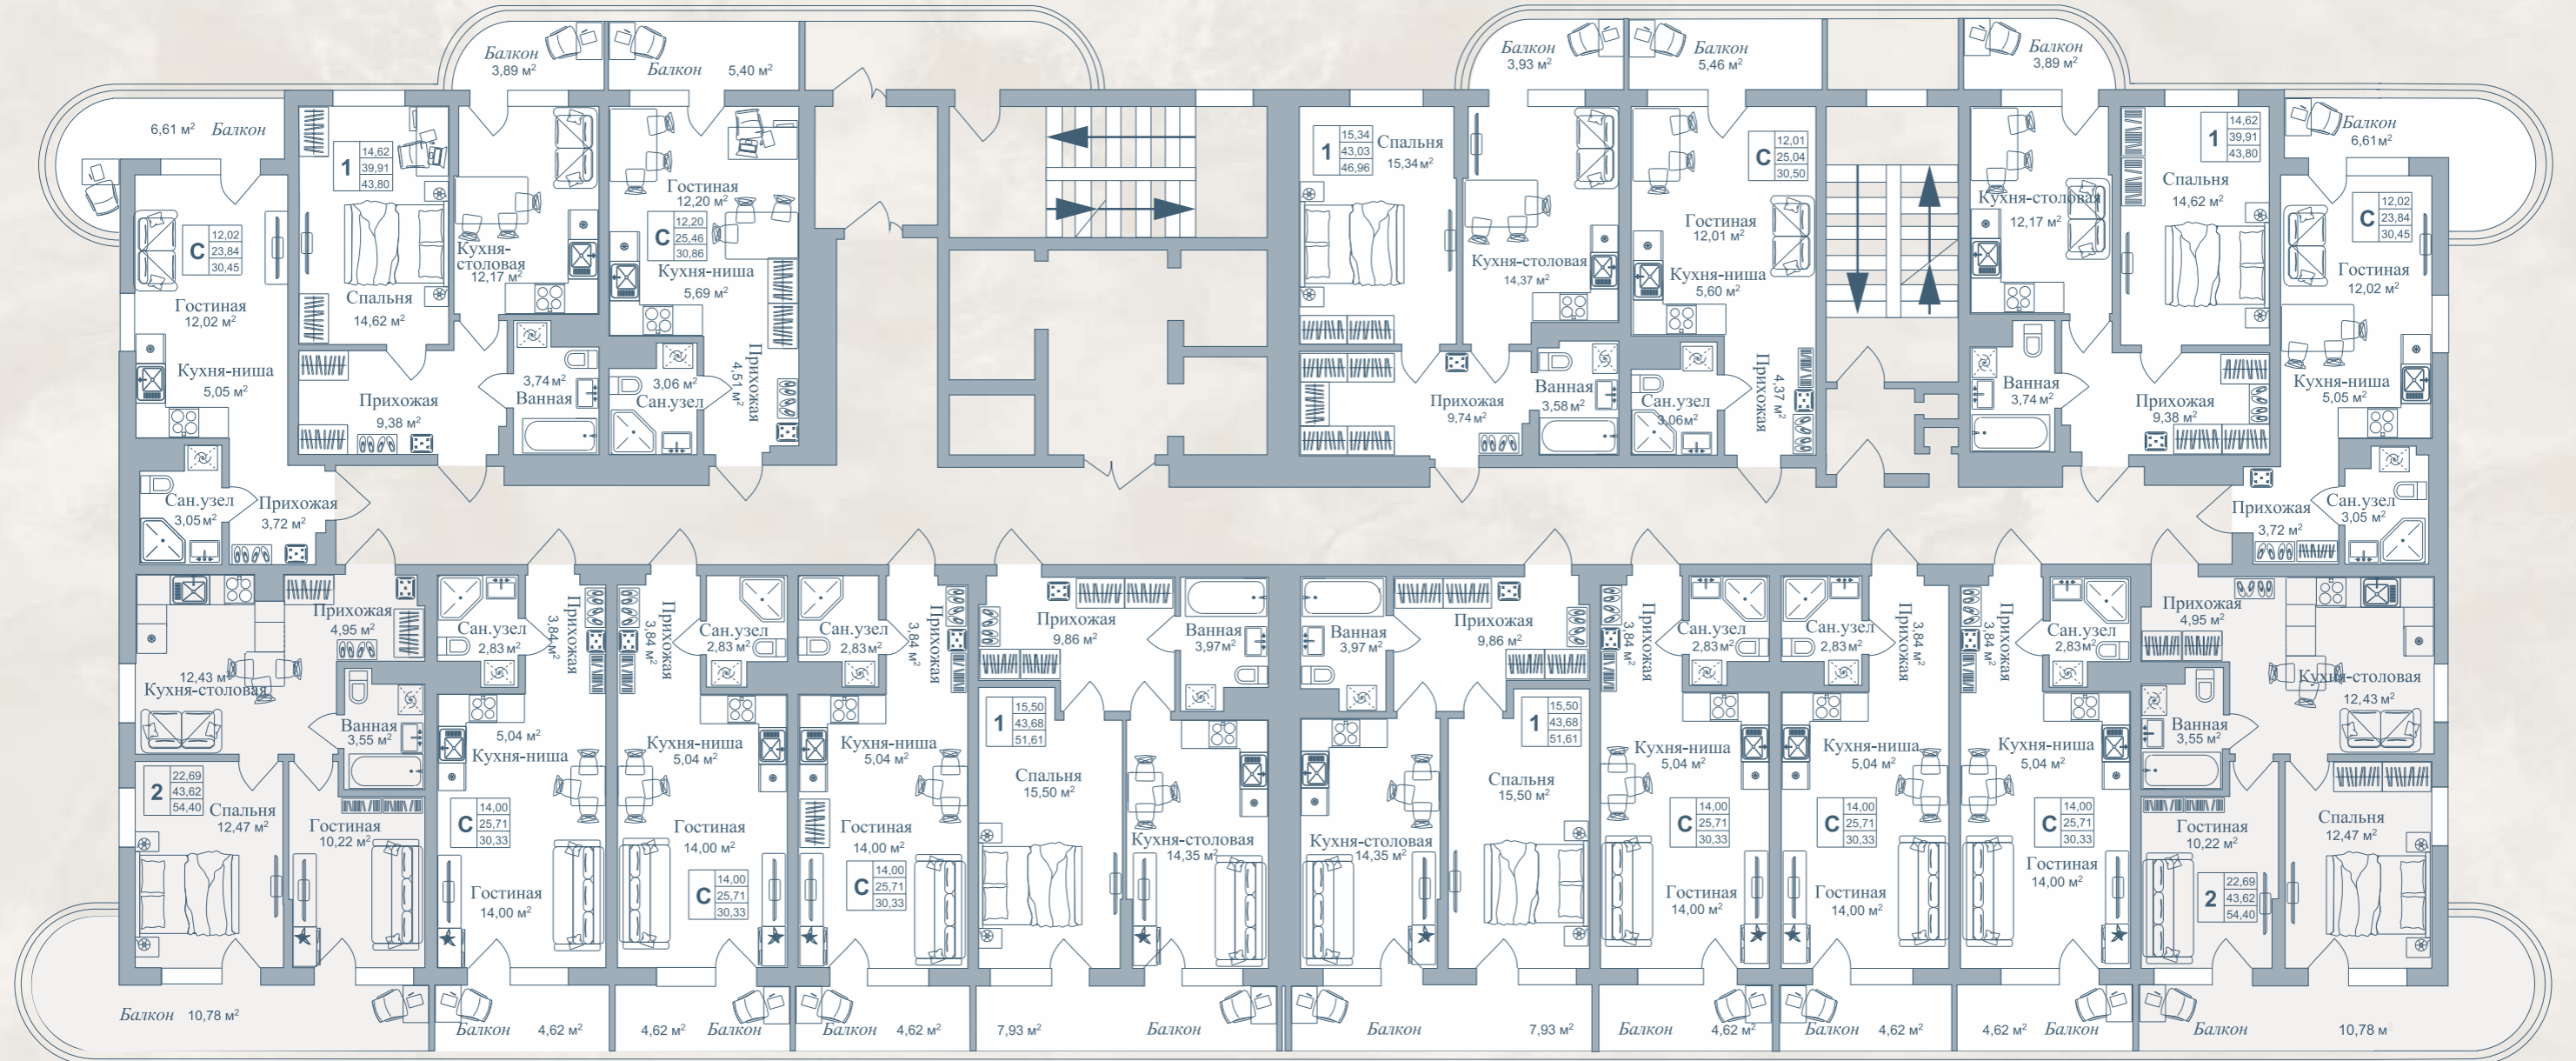 Балкон
3,89 м²
Балкон 5,40 м²
Балкон
3,93 м²
Балкон
5,46 м²
Балкон
3,89 м²
6,61 м² Балкон
С
12,02
23,84
30,45
Гостиная
12,02 м²
Кухня-ниша
5,05 м²
Сан.узел
3,05 м²
Прихожая
3,72 м²
1
14,62
39,91
43,80
Спальня
14,62 м²
Кухня-
столовая
12,17 м²
Прихожая
9,38 м²
3,74 м²
Ванная
Гостиная
12,20 м²
С
12,20
25,46
30,86
Кухня-ниша
5,69 м²
3,06 м²
Сан.узел
Прихожая
4,51 м²
1
15,34
43,03
46,96
Спальня
15,34 м²
Кухня-столовая
14,37 м²
Прихожая
9,74 м²
Ванная
3,58 м²
С
12,01
25,04
30,50
Гостиная
12,01 м²
Кухня-ниша
5,60 м²
Сан.узел
3,06 м²
Прихожая
4,37 м²
Кухня-столовая
12,17 м²
1
14,62
39,91
43,80
Спальня
14,62 м²
Ванная
3,74 м²
Прихожая
9,38 м²
Балкон
6,61 м²
С
12,02
23,84
30,45
Гостиная
12,02 м²
Кухня-ниша
5,05 м²
Сан.узел
3,05 м²
Прихожая
3,72 м²
Прихожая
4,95 м²
12,43 м²
Кухня-столовая
Ванная
3,55 м²
2
22,69
43,62
54,40
Спальня
12,47 м²
Гостиная
10,22 м²
Балкон 10,78 м²
Сан.узел
2,83 м²
Прихожая
3,84 м²
5,04 м²
Кухня-ниша
С
14,00
25,71
30,33
Гостиная
14,00 м²
Балкон 4,62 м²
Прихожая
3,84 м²
Сан.узел
2,83 м²
Кухня-ниша
5,04 м²
Гостиная
14,00 м²
С
14,00
25,71
30,33
4,62 м² Балкон
Сан.узел
2,83 м²
Прихожая
3,84 м²
Кухня-ниша
5,04 м²
Гостиная
14,00 м²
С
14,00
25,71
30,33
Балкон 4,62 м²
Прихожая
9,86 м²
Ванная
3,97 м²
1
15,50
43,68
51,61
Спальня
15,50 м²
Кухня-столовая
14,35 м²
7,93 м² Балкон
Ванная
3,97 м²
Прихожая
9,86 м²
1
15,50
43,68
51,61
Спальня
15,50 м²
Кухня-столовая
14,35 м²
Балкон 7,93 м²
Прихожая
3,84 м²
Сан.узел
2,83 м²
Кухня-ниша
5,04 м²
С
14,00
25,71
30,33
Гостиная
14,00 м²
Балкон 4,62 м²
Сан.узел
2,83 м²
Прихожая
3,84 м²
Кухня-ниша
5,04 м²
С
14,00
25,71
30,33
Гостиная
14,00 м²
Балкон 4,62 м²
Прихожая
3,84 м²
Сан.узел
2,83 м²
Кухня-ниша
5,04 м²
С
14,00
25,71
30,33
Гостиная
14,00 м²
4,62 м² Балкон
Прихожая
4,95 м²
Кухня-столовая
12,43 м²
Ванная
3,55 м²
Гостиная
10,22 м²
Спальня
12,47 м²
2
22,69
43,62
54,40
Балкон 10,78 м